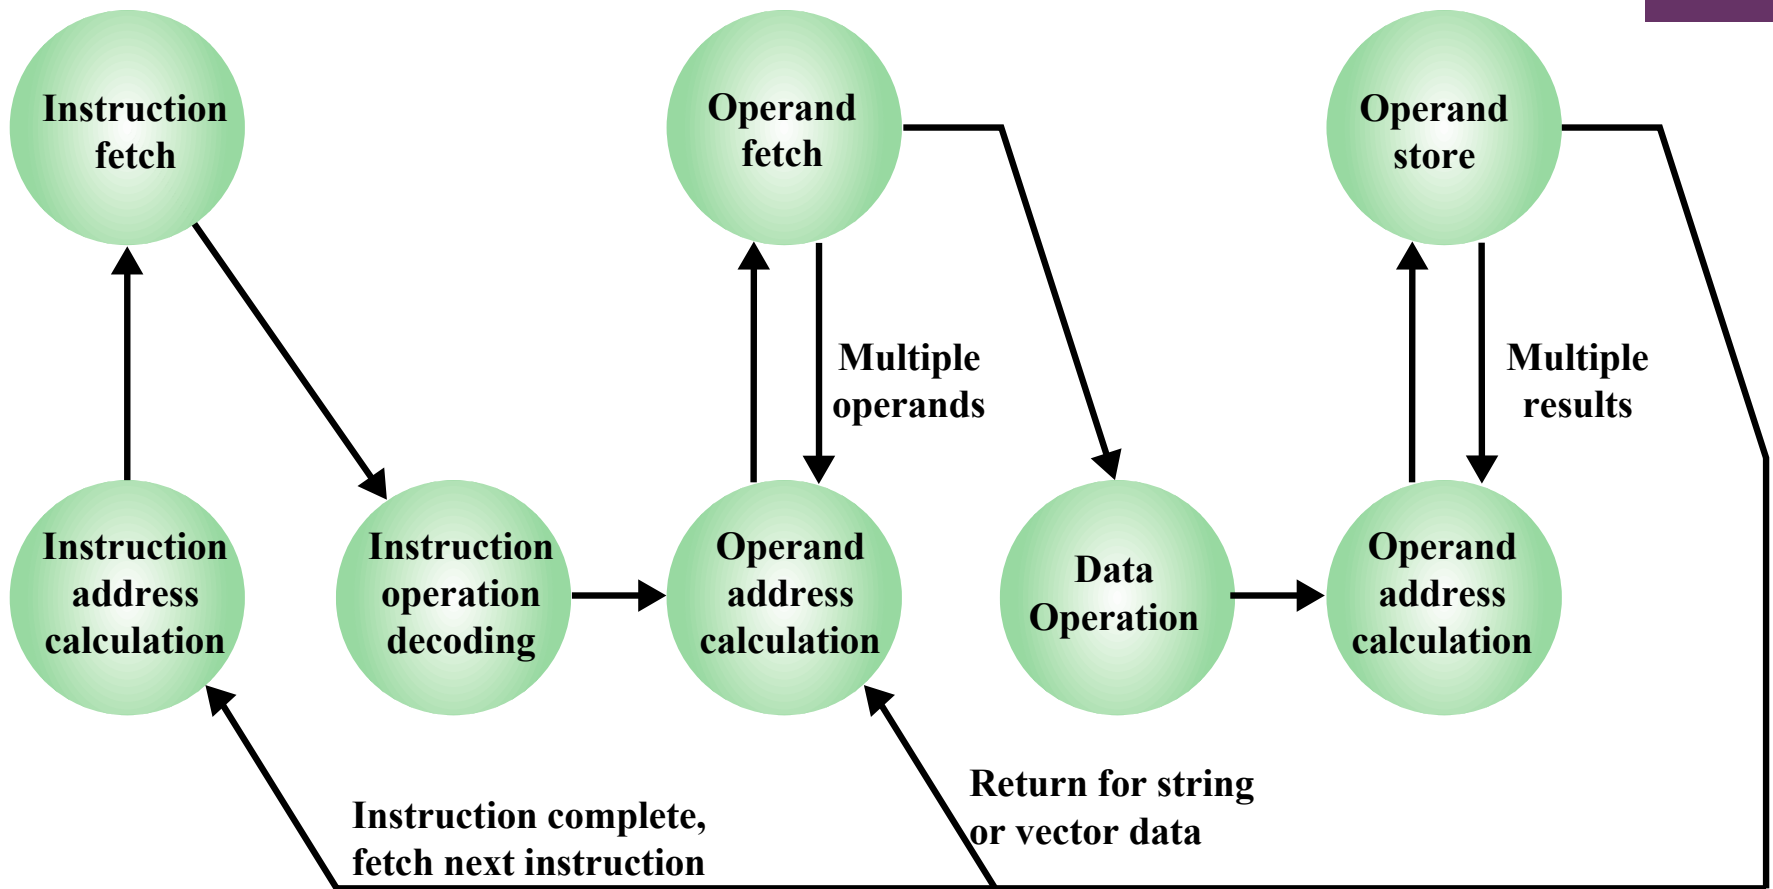 Instruction
fetch
Operand
fetch
Operand
store
Multiple
operands
Multiple
results
Instruction
address
calculation
Instruction
operation
decoding
Operand
address
calculation
Data
Operation
Operand
address
calculation
Instruction complete,
fetch next instruction
Return for string
or vector data